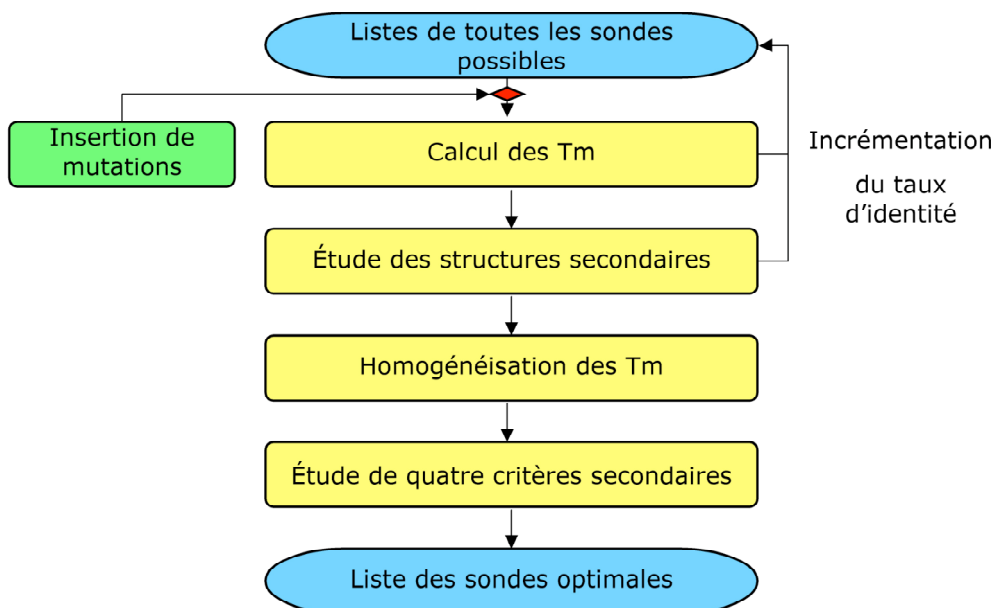 Listes de toutes les sondes
possibles
Insertion de
mutations
Calcul des Tm
Incrémentation
du taux
d'identité
Étude des structures secondaires
Homogénéisation des Tm
Étude de quatre critères secondaires
Liste des sondes optimales